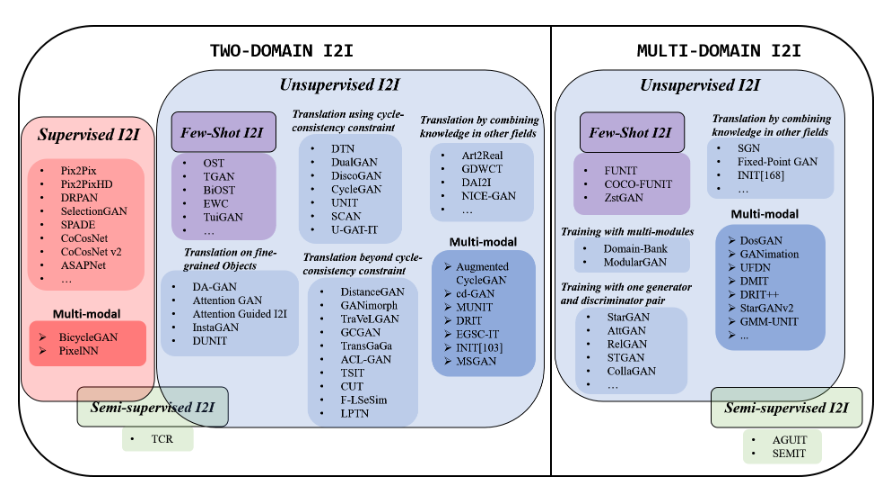 TWO-DOMAIN I2I
Supervised I2I
• Pix2Pix
• Pix2PixHD
• DRPAN
• SelectionGAN
• SPADE
• CoCosNet
• CoCosNet v2
• ASAPNet
• …
Multi-modal
➢ BicycleGAN
➢ PixelNN
Unsupervised I2I
Few-Shot I2I
• OST
• TGAN
• BiOST
• EWC
• TuiGAN
• …
Translation on fine-
grained Objects
• DA-GAN
• Attention GAN
• Attention Guided I2I
• InstaGAN
• DUNIT
Translation using cycle-
consistency constraint
• DTN
• DualGAN
• DiscoGAN
• CycleGAN
• UNIT
• SCAN
• U-GAT-IT
Translation beyond cycle-
consistency constraint
• DistanceGAN
• GANimorph
• TraVeLGAN
• GCGAN
• TransGaGa
• ACL-GAN
• TSIT
• CUT
• F-LSeSim
• LPTN
Translation by combining
knowledge in other fields
• Art2Real
• GDWCT
• DAI2I
• NICE-GAN
• …
Multi-modal
➢ Augmented
CycleGAN
➢ cd-GAN
➢ MUNIT
➢ DRIT
➢ EGSC-IT
➢ INIT[103]
➢ MSGAN
Semi-supervised I2I
• TCR
MULTI-DOMAIN I2I
Unsupervised I2I
Few-Shot I2I
• FUNIT
• COCO-FUNIT
• ZstGAN
Training with multi-modules
• Domain-Bank
• ModularGAN
Training with one generator
and discriminator pair
• StarGAN
• AttGAN
• RelGAN
• STGAN
• CollaGAN
• …
Translation by combining
knowledge in other fields
• SGN
• Fixed-Point GAN
• INIT[168]
• …
Multi-modal
➢ DosGAN
➢ GANimation
➢ UFDN
➢ DMIT
➢ DRIT++
➢ StarGANv2
➢ GMM-UNIT
➢ ...
Semi-supervised I2I
• AGUIT
• SEMIT